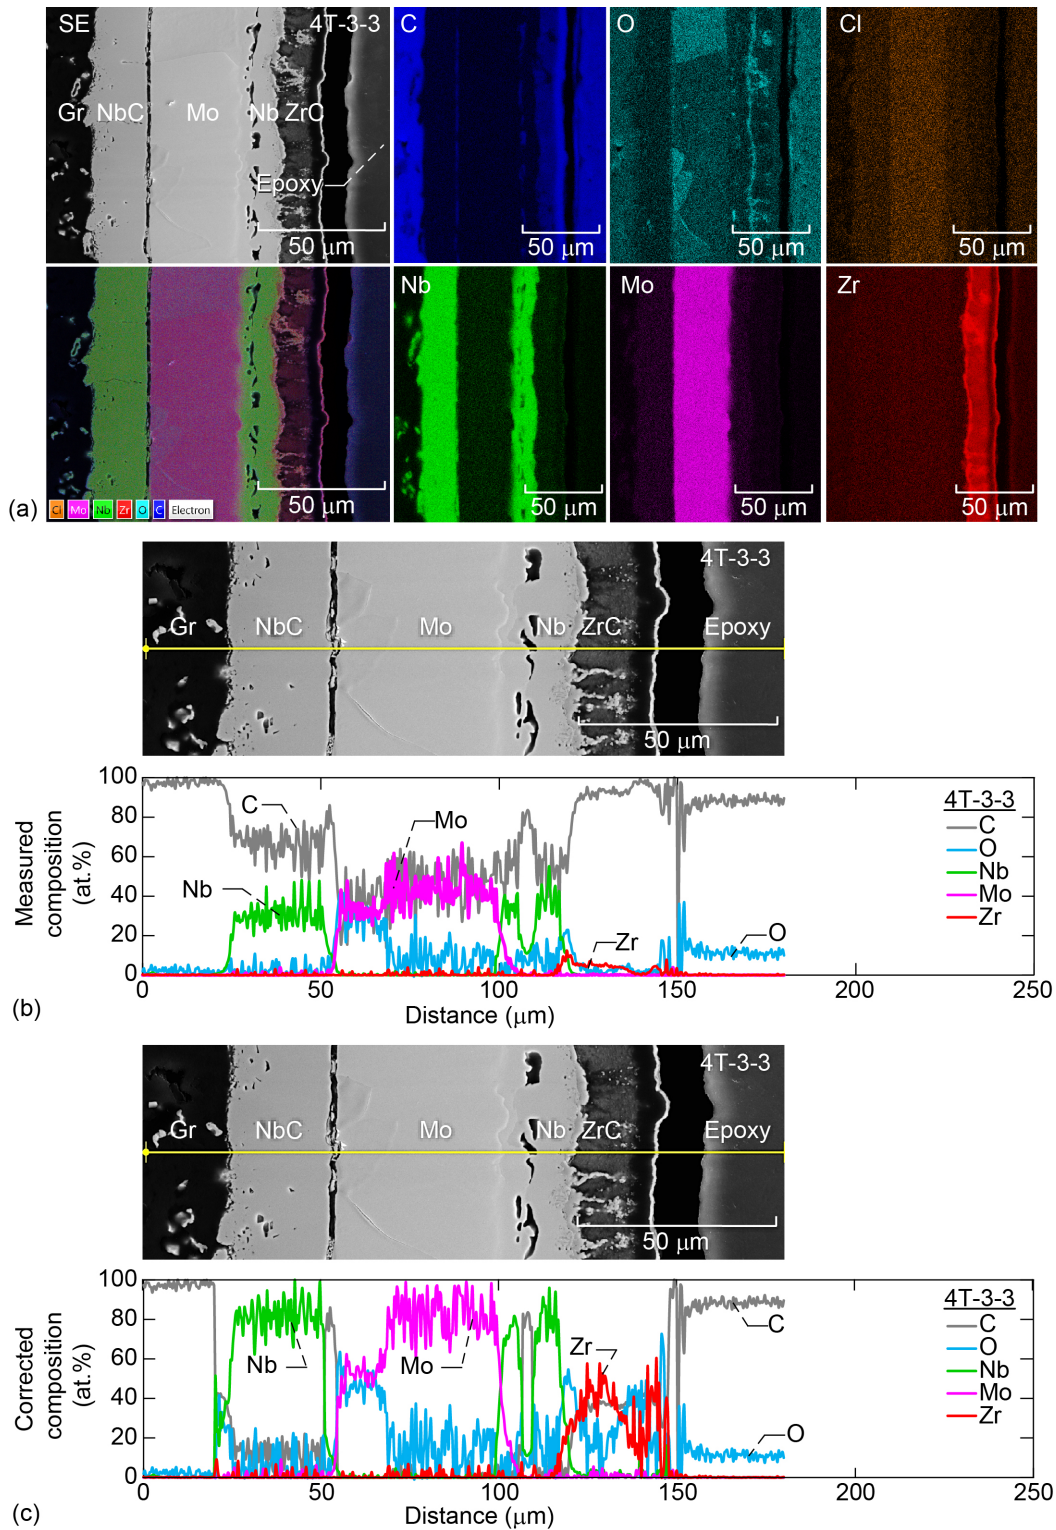 SE
4T-3-3
C
O
Cl
Gr
NbC
Mo
Nb
ZrC
Epoxy
50 μm
50 μm
50 μm
50 μm
Nb
Mo
Zr
50 μm
50 μm
50 μm
50 μm
Cl Mo Nb Zr O C Electron
(a)
4T-3-3
Gr
NbC
Mo
Nb
ZrC
Epoxy
50 μm
Measured
composition
(at.%)
100
80
60
40
20
0
C
Mo
Nb
Zr
O
4T-3-3
C
O
Nb
Mo
Zr
0 50 100 150 200 250
Distance (μm)
(b)
4T-3-3
Gr
NbC
Mo
Nb
ZrC
Epoxy
50 μm
Corrected
composition
(at.%)
100
80
60
40
20
0
Nb
Mo
Zr
C
O
4T-3-3
C
O
Nb
Mo
Zr
0 50 100 150 200 250
Distance (μm)
(c)